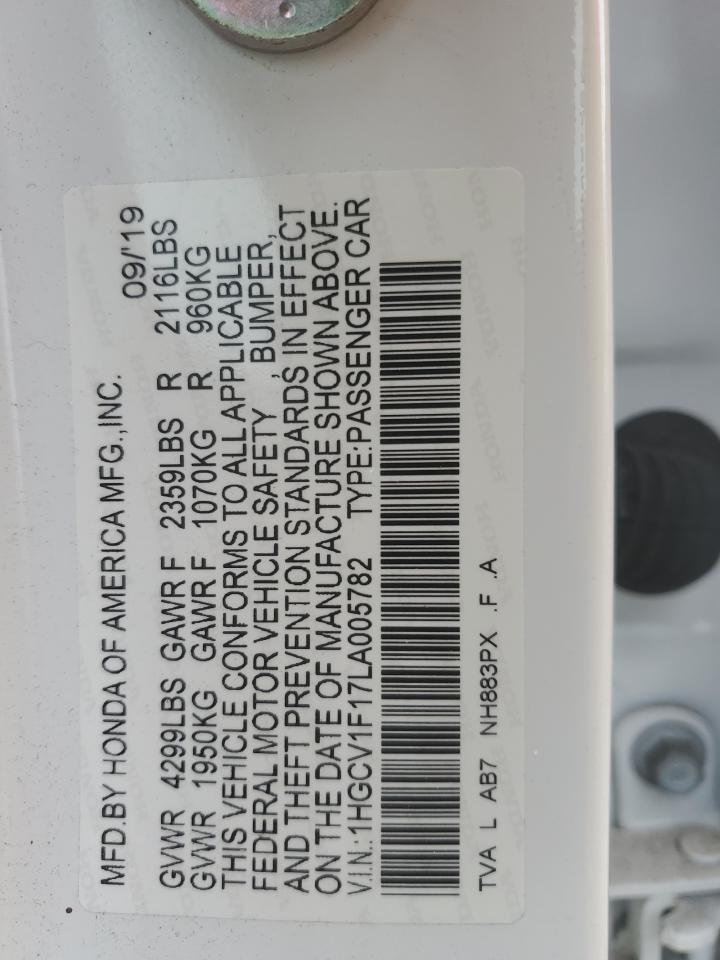 MFD.BY HONDA OF AMERICA MFG.,INC. 09/'19
GVWR 4299LBS GAWR F 2359LBS R 2116LBS
GVWR 1950KG GAWR F 1070KG R 960KG
THIS VEHICLE CONFORMS TO ALL APPLICABLE
FEDERAL MOTOR VEHICLE SAFETY , BUMPER,
AND THEFT PREVENTION STANDARDS IN EFFECT
ON THE DATE OF MANUFACTURE SHOWN ABOVE.
V.I.N.:1HGCV1F17LA005782 TYPE:PASSENGER CAR
TVA L AB7 NH883PX .F .A